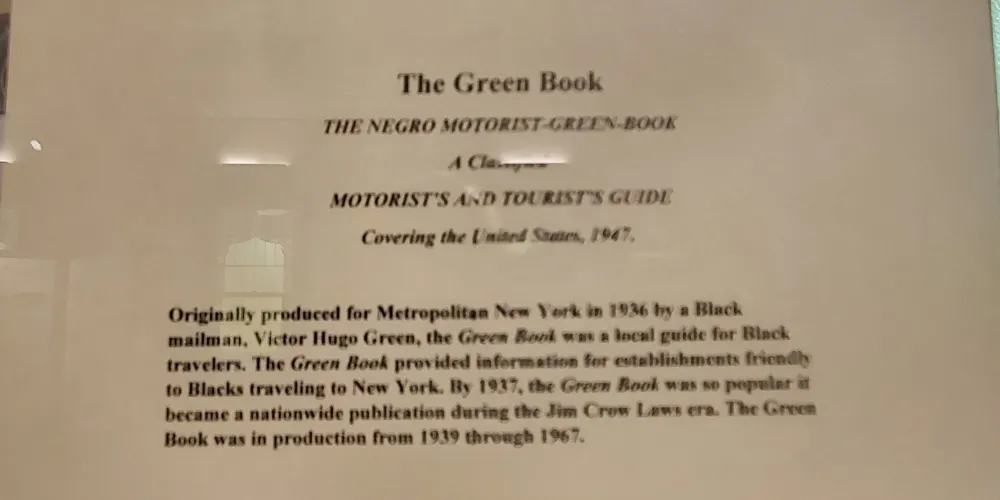 The Green Book
THE NEGRO MOTORIST-GREEN-BOOK
A
MOTORIST'S AND TOURIST'S GUIDE
Covering the United States, 1947.
Originally produced for Metropolitan New York in 1936 by a Black
mailman, Victor Hugo Green, the Green Book was a local guide for Black
travelers. The Green Book provided information for establishments friendly
to Blacks traveling to New York. By 1937, the Green Book was so popular it
became a nationwide publication during the Jim Crow Laws era. The Green
Book was in production from 1939 through 1967.